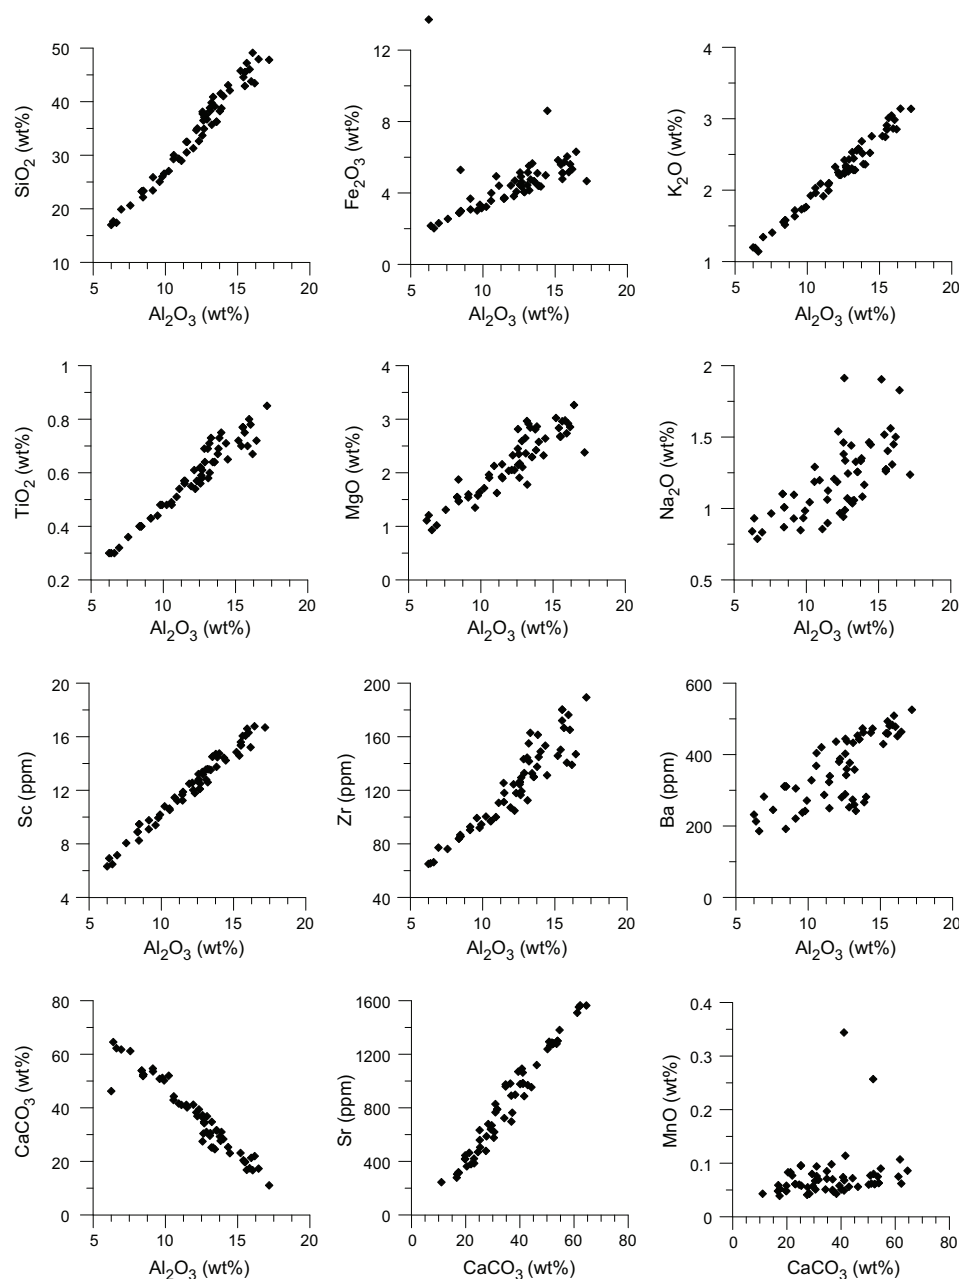 50
40
30
20
10
SiO2 (wt%)
5 10 15 20
Al2O3 (wt%)
12
8
4
0
Fe2O3 (wt%)
5 10 15 20
Al2O3 (wt%)
4
3
2
1
K2O (wt%)
5 10 15 20
Al2O3 (wt%)
1
0.8
0.6
0.4
0.2
TiO2 (wt%)
5 10 15 20
Al2O3 (wt%)
4
3
2
1
0
MgO (wt%)
5 10 15 20
Al2O3 (wt%)
2
1.5
1
0.5
Na2O (wt%)
5 10 15 20
Al2O3 (wt%)
20
16
12
8
4
Sc (ppm)
5 10 15 20
Al2O3 (wt%)
200
160
120
80
40
Zr (ppm)
5 10 15 20
Al2O3 (wt%)
600
400
200
0
Ba (ppm)
5 10 15 20
Al2O3 (wt%)
80
60
40
20
0
CaCO3 (wt%)
5 10 15 20
Al2O3 (wt%)
1600
1200
800
400
0
Sr (ppm)
0 20 40 60 80
CaCO3 (wt%)
0.4
0.3
0.2
0.1
0
MnO (wt%)
0 20 40 60 80
CaCO3 (wt%)